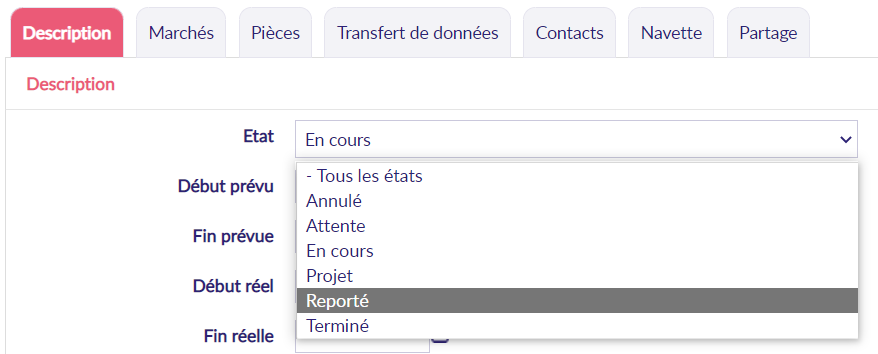 Description Marchés Pièces Transfert de données Contacts Navette Partage
Description
Etat En cours
- Tous les états
Début prévu
Annulé
Attente
Fin prévue
En cours
Projet
Début réel
Reporté
Terminé
Fin réelle